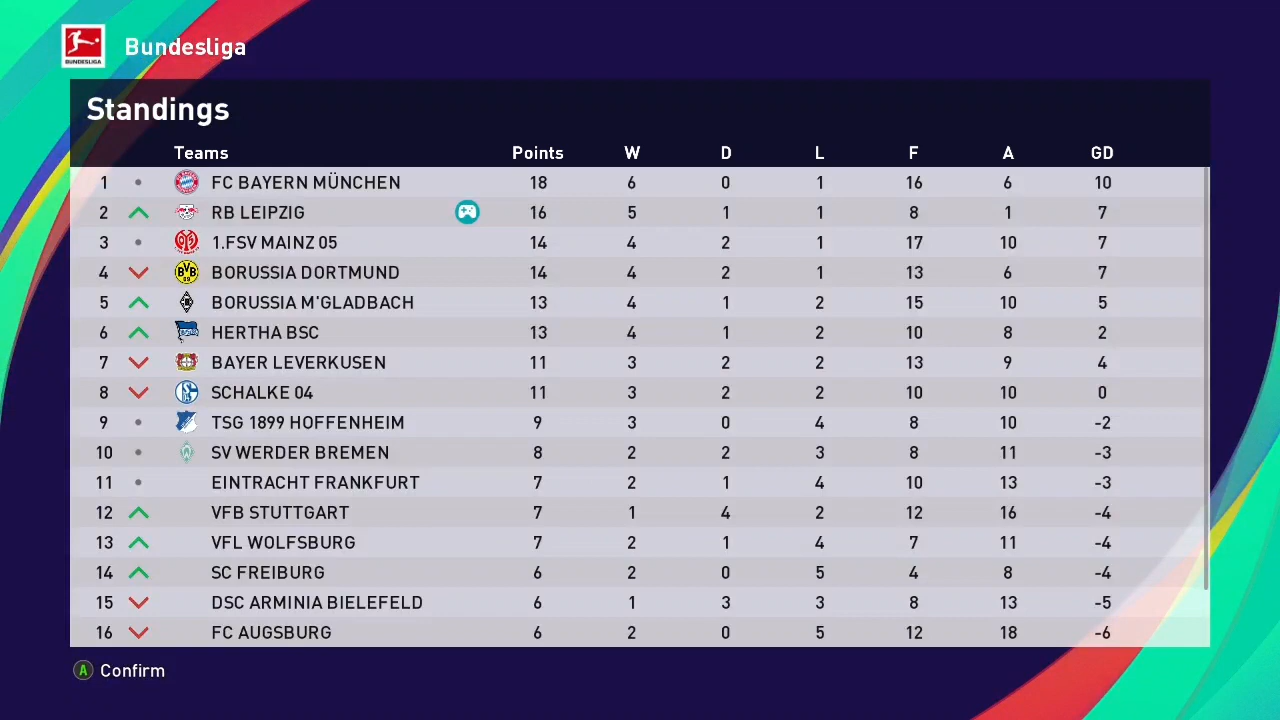 BUNDESLIGA
Bundesliga
Standings
Teams Points W D L F A GD
1 FC BAYERN MÜNCHEN 18 6 0 1 16 6 10
2 RB LEIPZIG 16 5 1 1 8 1 7
3 1.FSV MAINZ 05 14 4 2 1 17 10 7
4 BORUSSIA DORTMUND 14 4 2 1 13 6 7
5 BORUSSIA M'GLADBACH 13 4 1 2 15 10 5
6 HERTHA BSC 13 4 1 2 10 8 2
7 BAYER LEVERKUSEN 11 3 2 2 13 9 4
8 SCHALKE 04 11 3 2 2 10 10 0
9 TSG 1899 HOFFENHEIM 9 3 0 4 8 10 -2
10 SV WERDER BREMEN 8 2 2 3 8 11 -3
11 EINTRACHT FRANKFURT 7 2 1 4 10 13 -3
12 VFB STUTTGART 7 1 4 2 12 16 -4
13 VFL WOLFSBURG 7 2 1 4 7 11 -4
14 SC FREIBURG 6 2 0 5 4 8 -4
15 DSC ARMINIA BIELEFELD 6 1 3 3 8 13 -5
16 FC AUGSBURG 6 2 0 5 12 18 -6
A Confirm